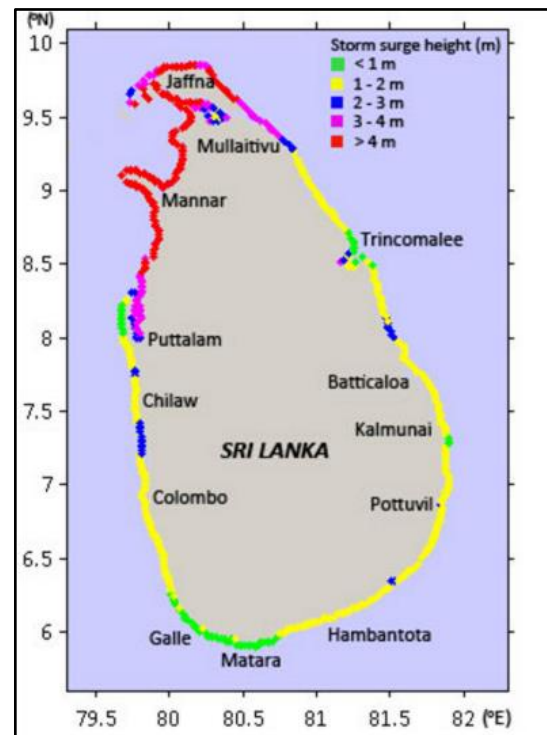 (⁰N)
10
9.5
9
8.5
8
7.5
7
6.5
6
Storm surge height (m)
< 1 m
1 - 2 m
2 - 3 m
3 - 4 m
> 4 m
Jaffna
Mullaitivu
Mannar
Trincomalee
Puttalam
Batticaloa
Chilaw
Kalmunai
SRI LANKA
Colombo
Pottuvil
Galle
Hambantota
Matara
79.5 80 80.5 81 81.5 82 (⁰E)